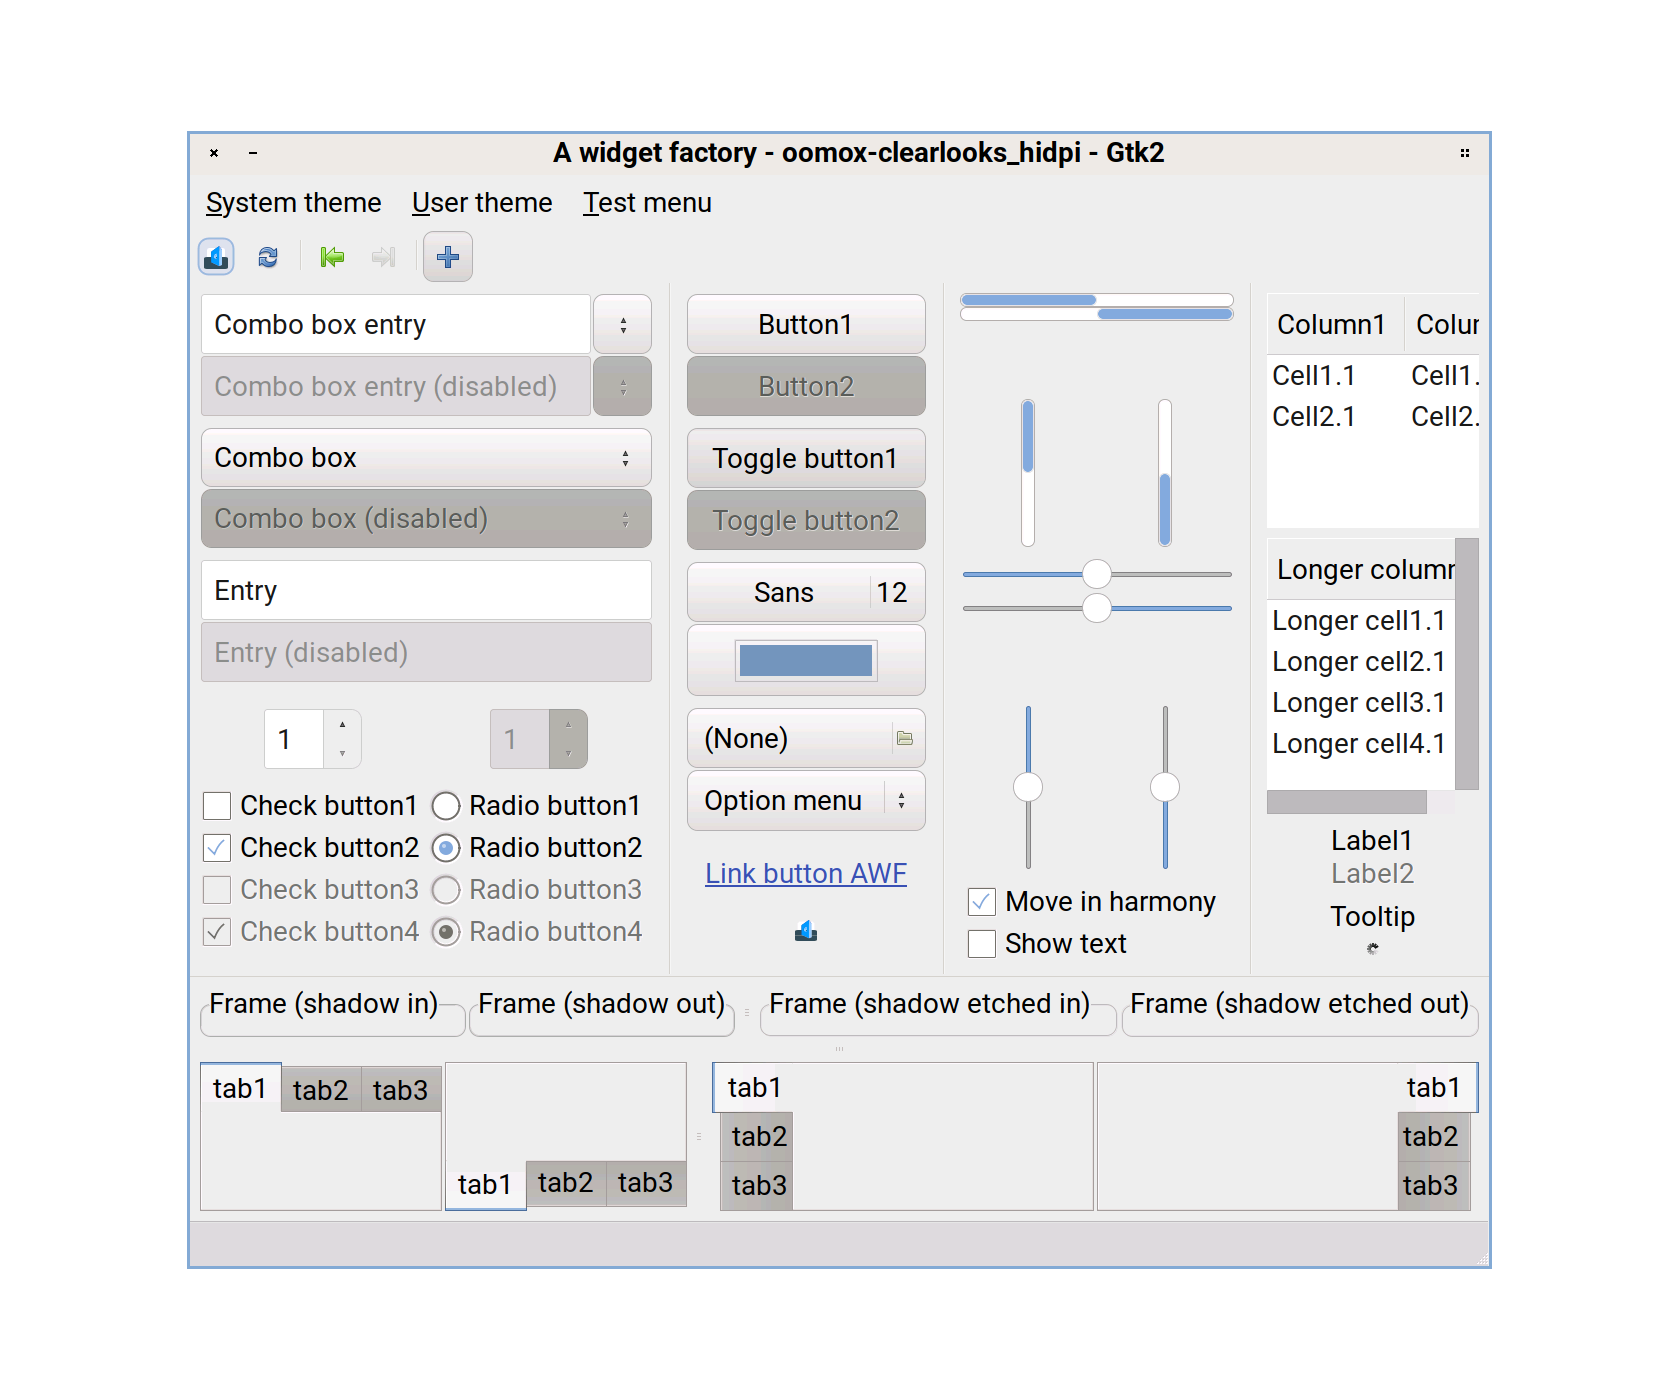 A widget factory - oomox-clearlooks_hidpi - Gtk2
System theme User theme Test menu
Combo box entry
Combo box entry (disabled)
Combo box
Combo box (disabled)
Entry
Entry (disabled)
1 1
Check button1 Radio button1
Check button2 Radio button2
Check button3 Radio button3
Check button4 Radio button4
Button1
Button2
Toggle button1
Toggle button2
Sans 12
(None)
Option menu
Link button AWF
Move in harmony
Show text
Column1 Colur
Cell1.1 Cell1.
Cell2.1 Cell2.
Longer column
Longer cell1.1
Longer cell2.1
Longer cell3.1
Longer cell4.1
Label1
Label2
Tooltip
Frame (shadow in) Frame (shadow out) Frame (shadow etched in) Frame (shadow etched out)
tab1 tab2 tab3
tab1 tab2 tab3
tab1
tab2
tab3
tab1
tab2
tab3